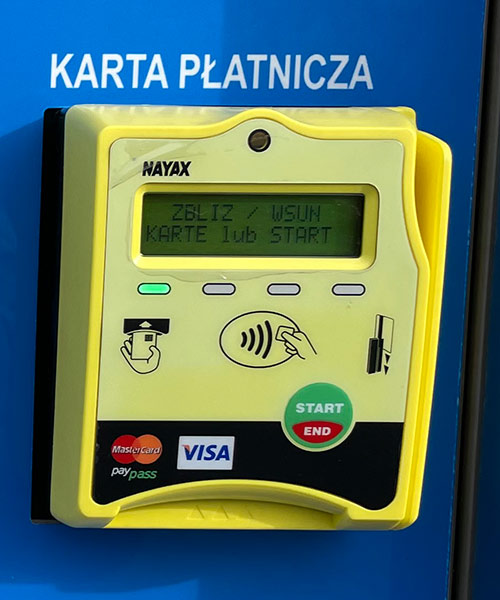 KARTA PŁATNICZA
NAYAX
ZBLIZ / WSUN
KARTE lub START
START
END
MasterCard
paypass
VISA